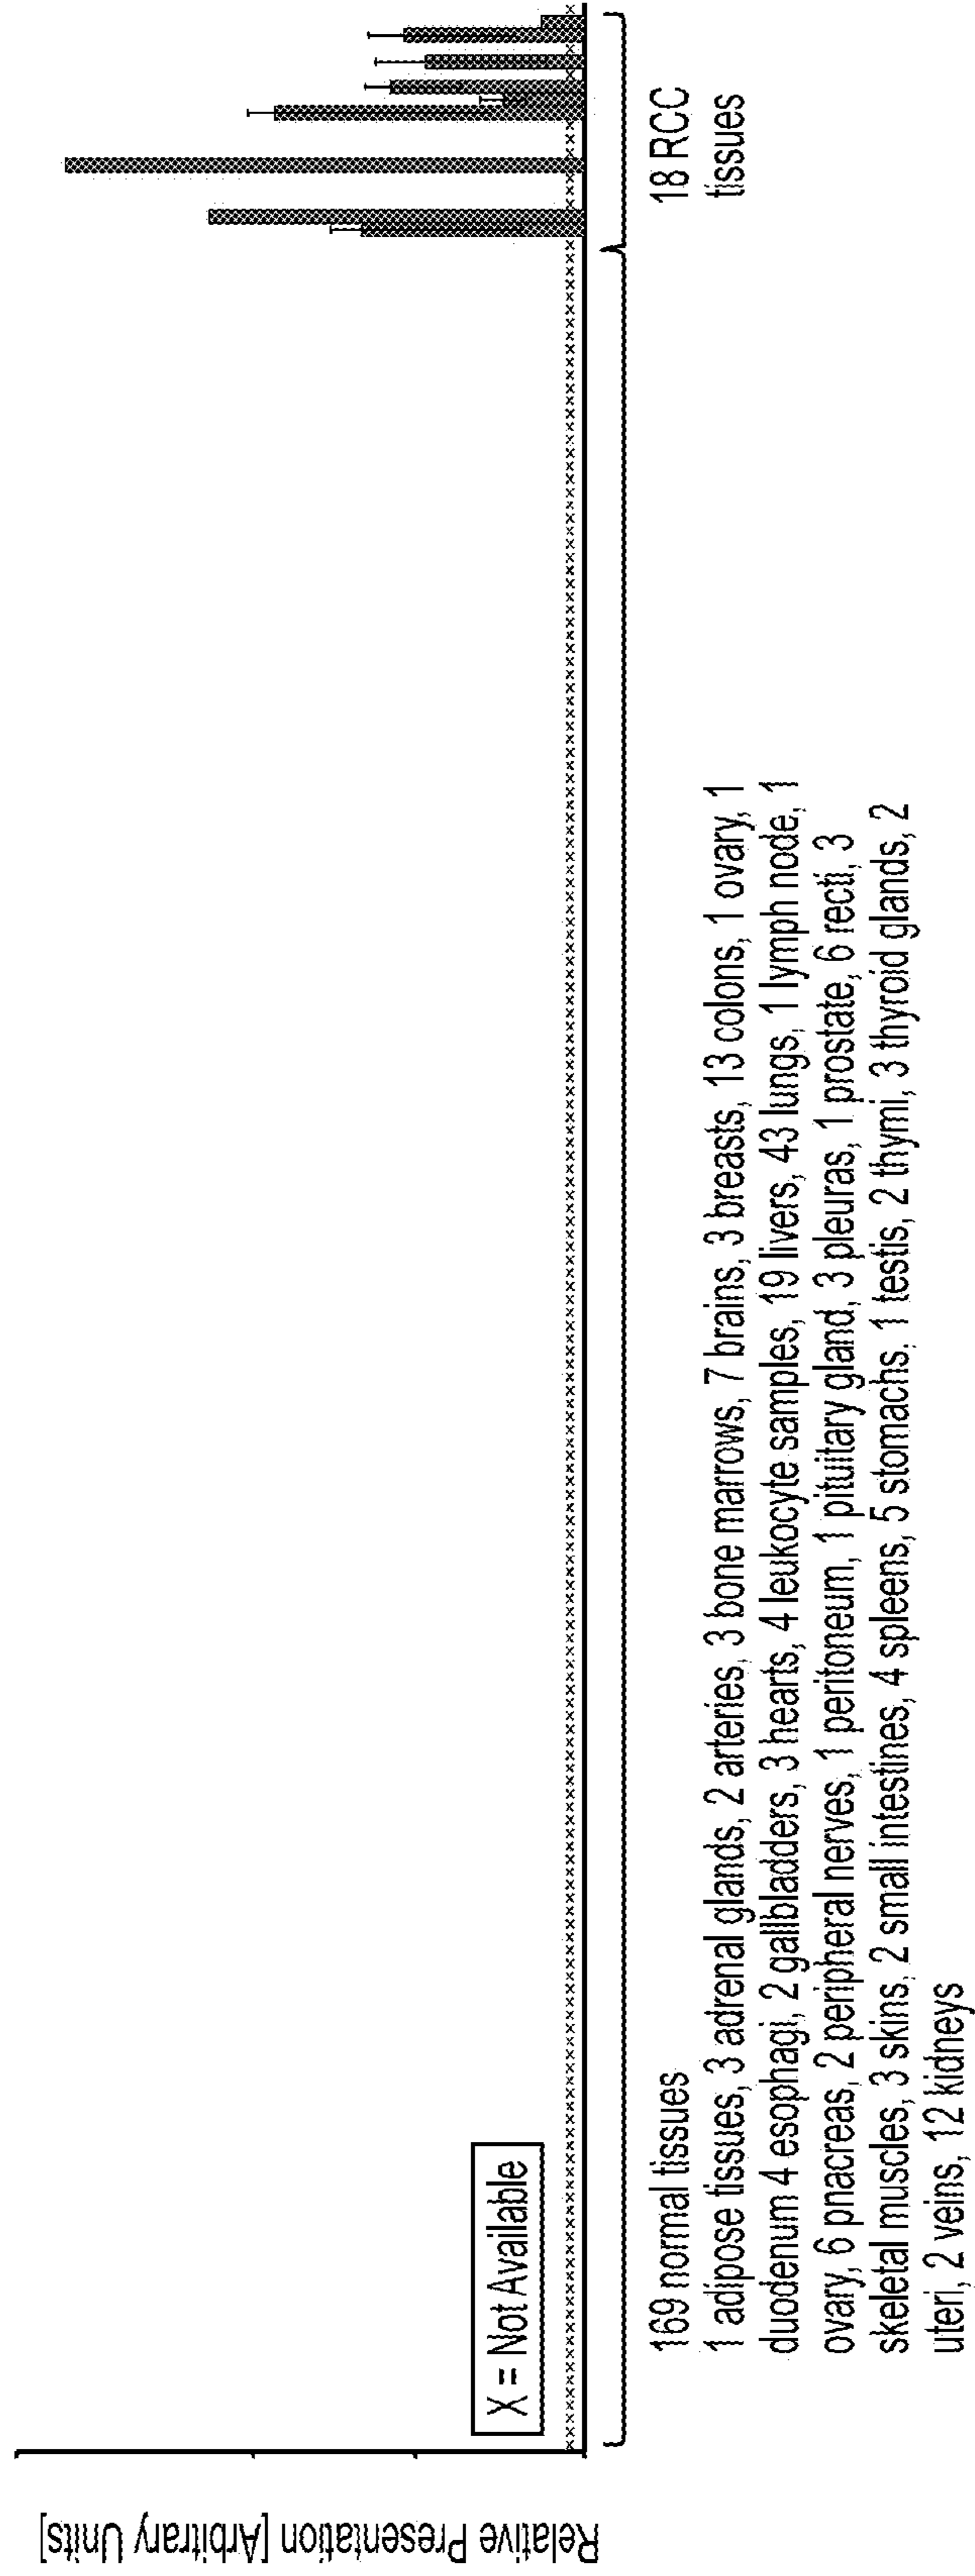 Relative Presentation [Arbitrary Units]
X = Not Available
169 normal tissues
1 adipose tissues, 3 adrenal glands, 2 arteries, 3 bone marrows, 7 brains, 3 breasts, 13 colons, 1 ovary, 1
duodenum 4 esophagi, 2 gallbladders, 3 hearts, 4 leukocyte samples, 19 livers, 43 lungs, 1 lymph node, 1
ovary, 6 pnacreas, 2 peripheral nerves, 1 peritoneum, 1 pituitary gland, 3 pleuras, 1 prostate, 6 recti, 3
skeletal muscles, 3 skins, 2 small intestines, 4 spleens, 5 stomachs, 1 testis, 2 thymi, 3 thyroid glands, 2
uteri, 2 veins, 12 kidneys
18 RCC
tissues